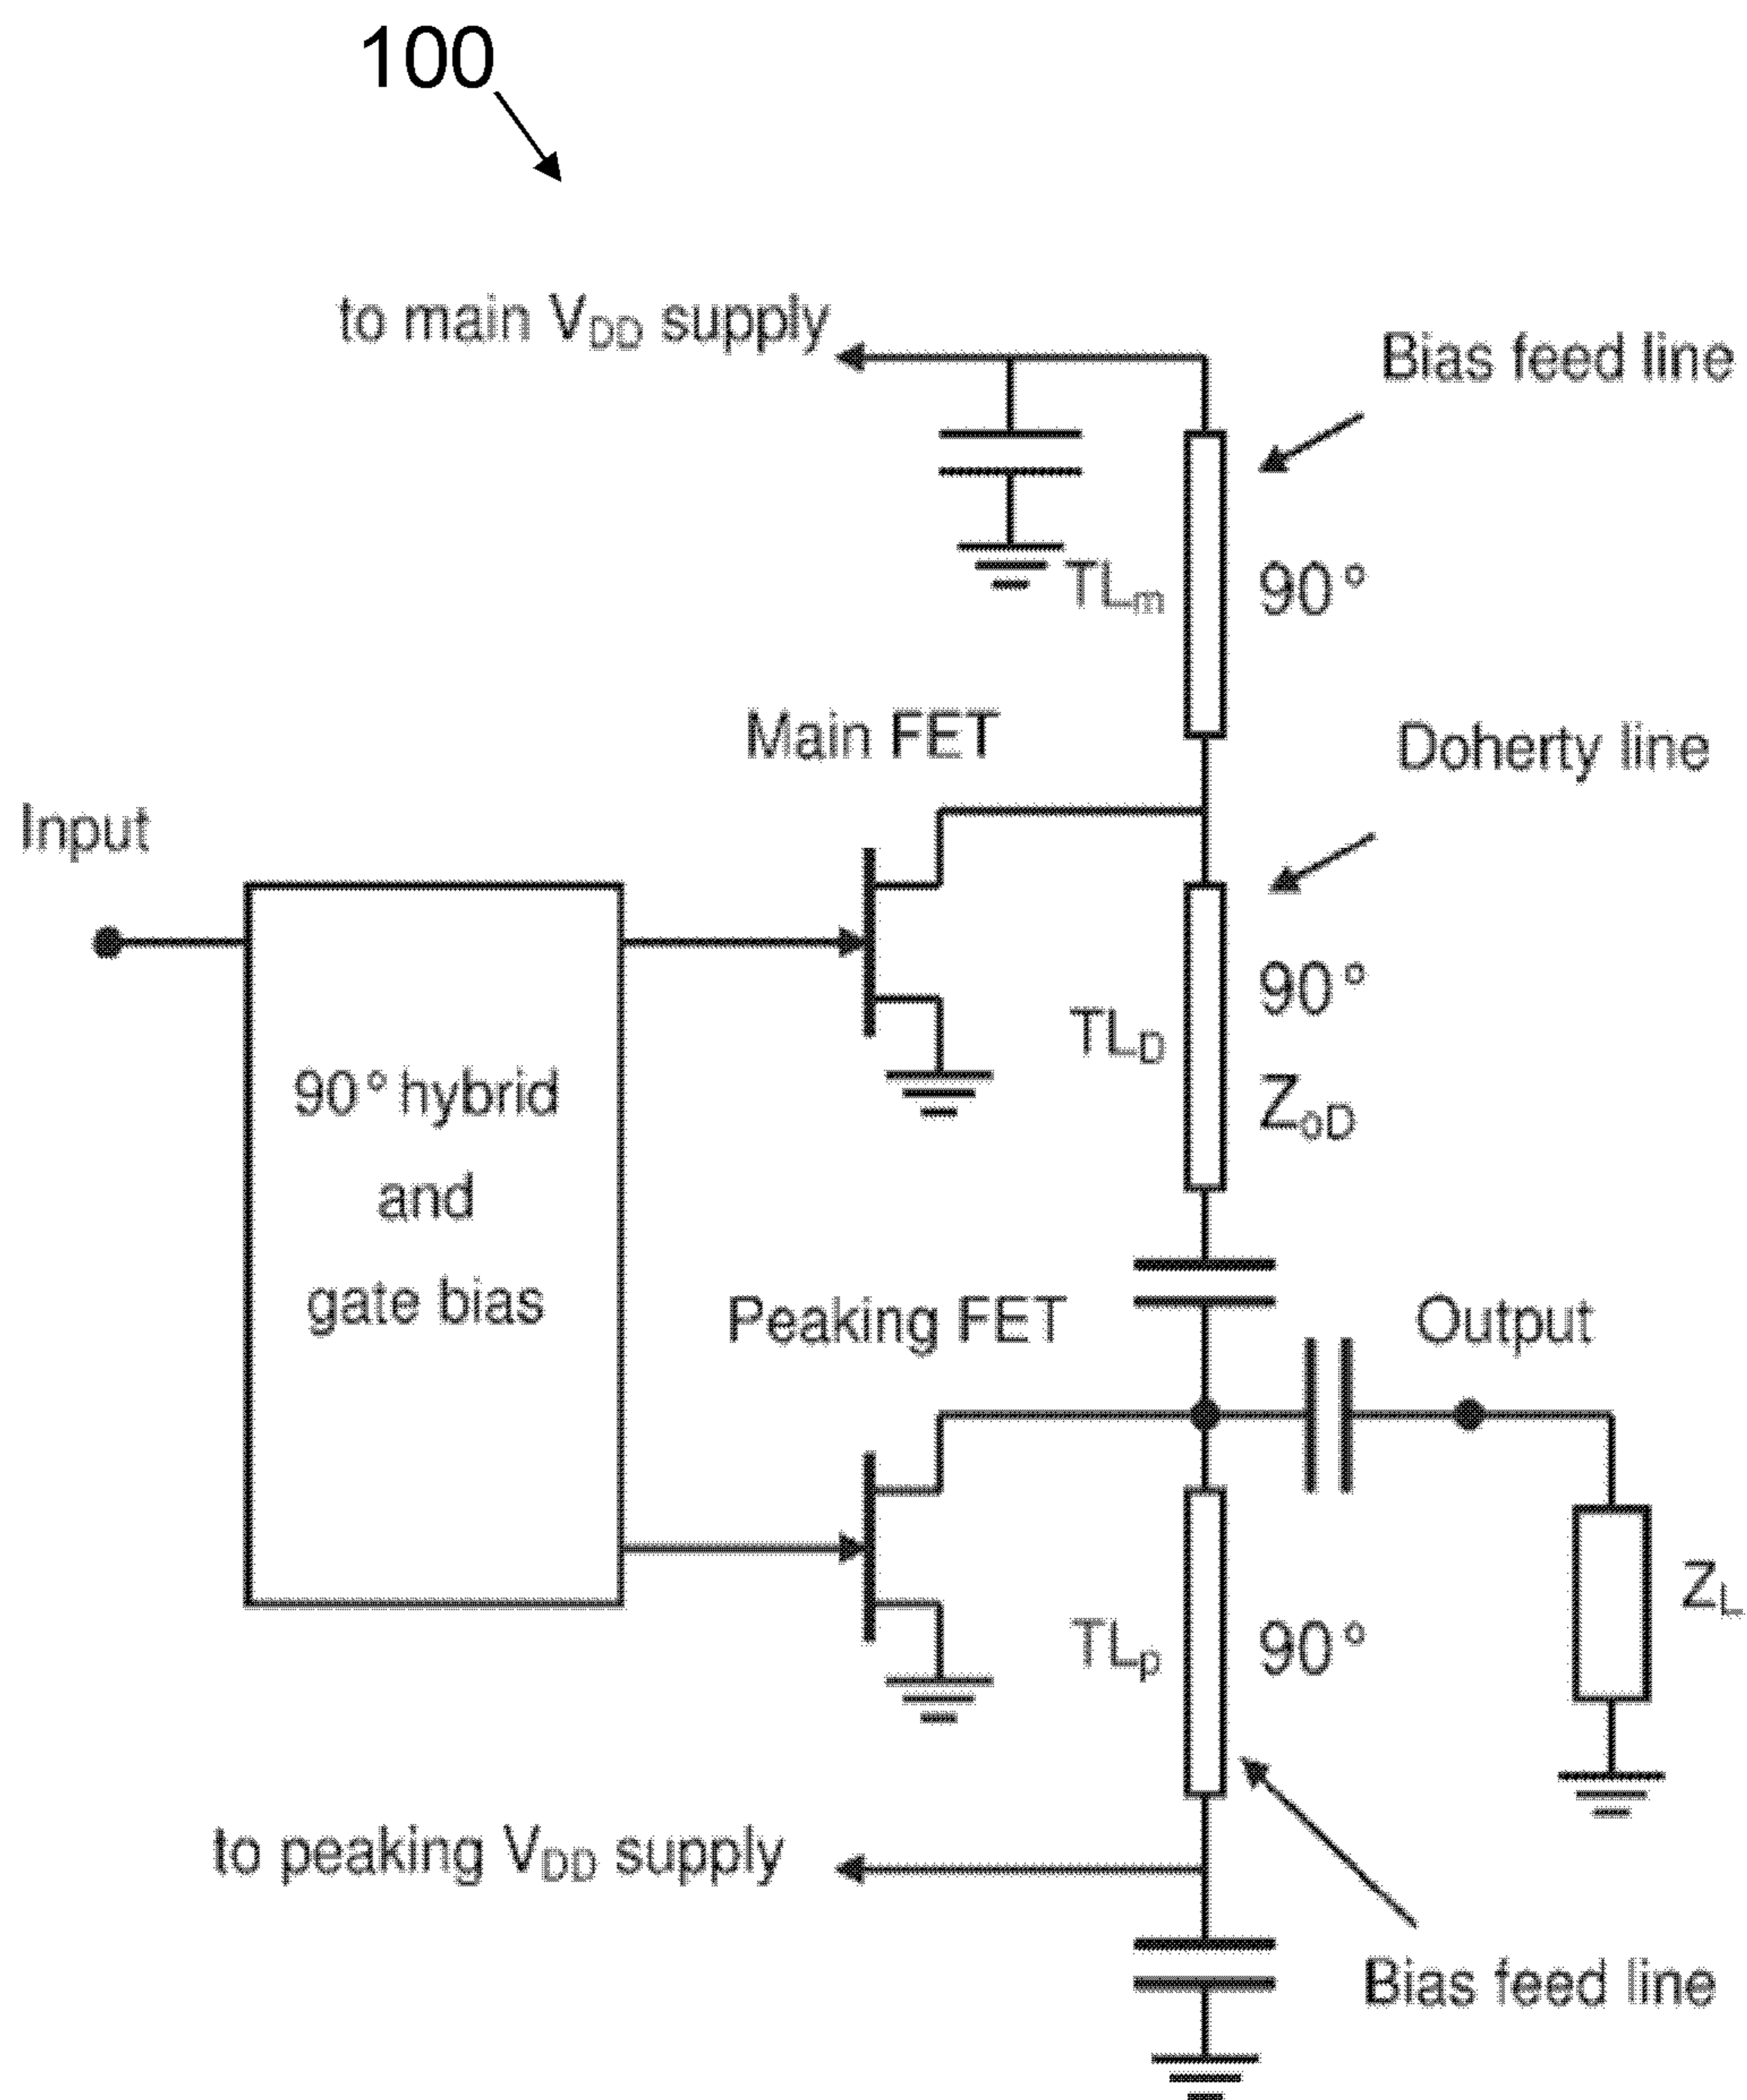 100
to main VDD supply
Bias feed line
TLm
90°
Main FET
Doherty line
Input
90°
TLD
ZoD
90° hybrid
and
gate bias
Peaking FET
Output
ZL
TLp
90°
to peaking VDD supply
Bias feed line